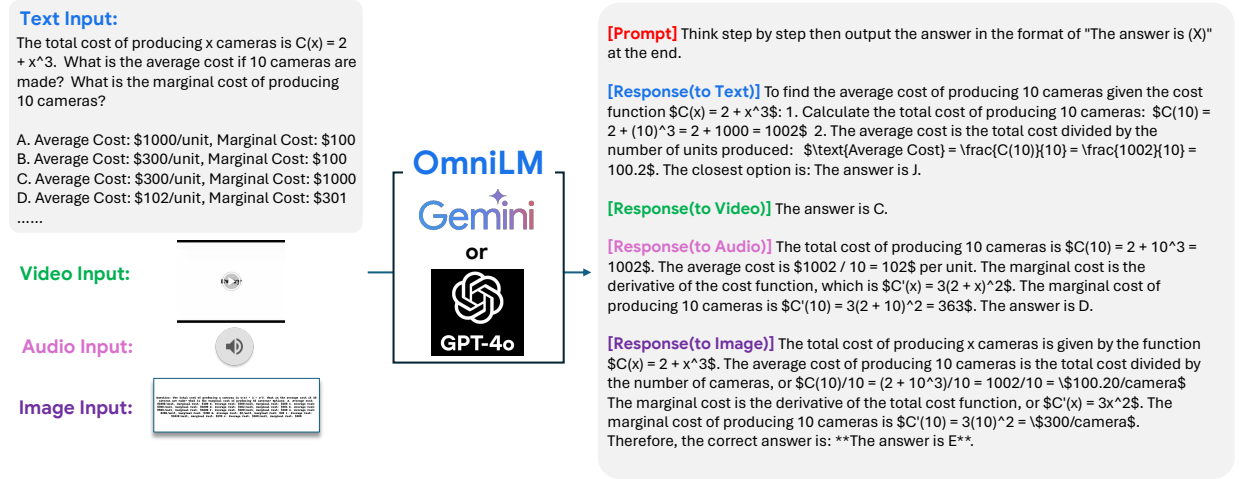 Text Input:
The total cost of producing x cameras is C(x) = 2
+ x^3.  What is the average cost if 10 cameras are
made?  What is the marginal cost of producing
10 cameras?
A. Average Cost: $1000/unit, Marginal Cost: $100
B. Average Cost: $300/unit, Marginal Cost: $100
C. Average Cost: $300/unit, Marginal Cost: $1000
D. Average Cost: $102/unit, Marginal Cost: $301
......
Video Input:
Audio Input:
Image Input:
OmniLM
Gemini
or
GPT-4o
[Prompt] Think step by step then output the answer in the format of "The answer is (X)"
at the end.
[Response(to Text)] To find the average cost of producing 10 cameras given the cost
function $C(x) = 2 + x^3$: 1. Calculate the total cost of producing 10 cameras:  $C(10) =
2 + (10)^3 = 2 + 1000 = 1002$  2. The average cost is the total cost divided by the
number of units produced:   $\text{Average Cost} = \frac{C(10)}{10} = \frac{1002}{10} =
100.2$. The closest option is: The answer is J.
[Response(to Video)] The answer is C.
[Response(to Audio)] The total cost of producing 10 cameras is $C(10) = 2 + 10^3 =
1002$. The average cost is $1002 / 10 = 102$ per unit. The marginal cost is the
derivative of the cost function, which is $C'(x) = 3(2 + x)^2$. The marginal cost of
producing 10 cameras is $C'(10) = 3(2 + 10)^2 = 363$. The answer is D.
[Response(to Image)] The total cost of producing x cameras is given by the function
$C(x) = 2 + x^3$. The average cost of producing 10 cameras is the total cost divided by
the number of cameras, or $C(10)/10 = (2 + 10^3)/10 = 1002/10 = \$100.20/camera$
The marginal cost is the derivative of the total cost function, or $C'(x) = 3x^2$. The
marginal cost of producing 10 cameras is $C'(10) = 3(10)^2 = \$300/camera$.
Therefore, the correct answer is: **The answer is E**.